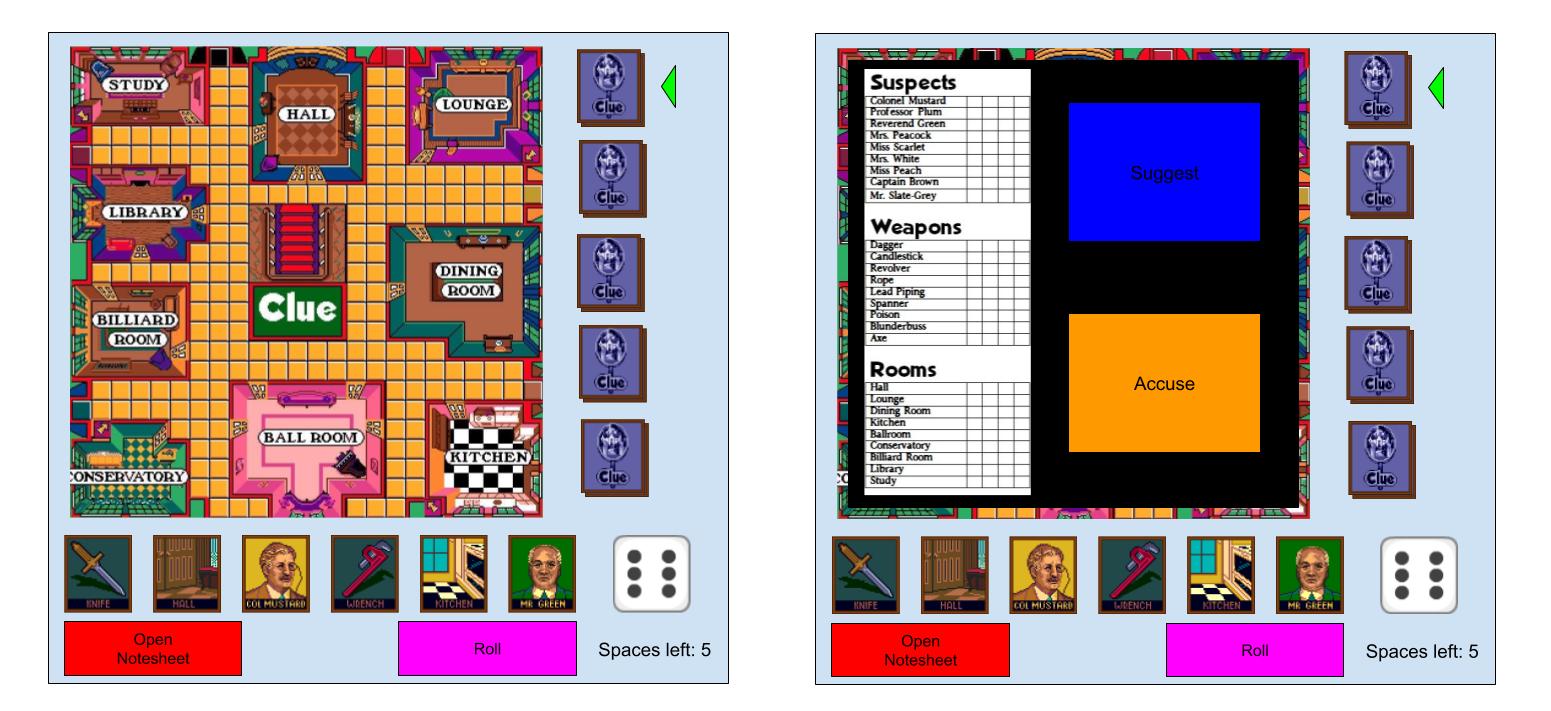 STUDY
HALL
LOUNGE
LIBRARY
DINING
ROOM
Clue
BILLIARD
ROOM
BALL ROOM
KITCHEN
ONSERVATORY
Clue
Clue
Clue
Clue
Clue
KNIFE
HALL
COL MUSTARD
WRENCH
KITCHEN
MR GREEN
Open
Notesheet
Roll
Spaces left: 5
Suspects
Colonel Mustard
Professor Plum
Reverend Green
Mrs. Peacock
Miss Scarlet
Mrs. White
Miss Peach
Captain Brown
Mr. Slate-Grey
Weapons
Dagger
Candlestick
Revolver
Rope
Lead Piping
Spanner
Poison
Blunderbuss
Axe
Rooms
Hall
Lounge
Dining Room
Kitchen
Ballroom
Conservatory
Billiard Room
Library
Study
Suggest
Accuse
Clue
Clue
Clue
Clue
Clue
KNIFE
HALL
COL MUSTARD
WRENCH
KITCHEN
MR GREEN
Open
Notesheet
Roll
Spaces left: 5